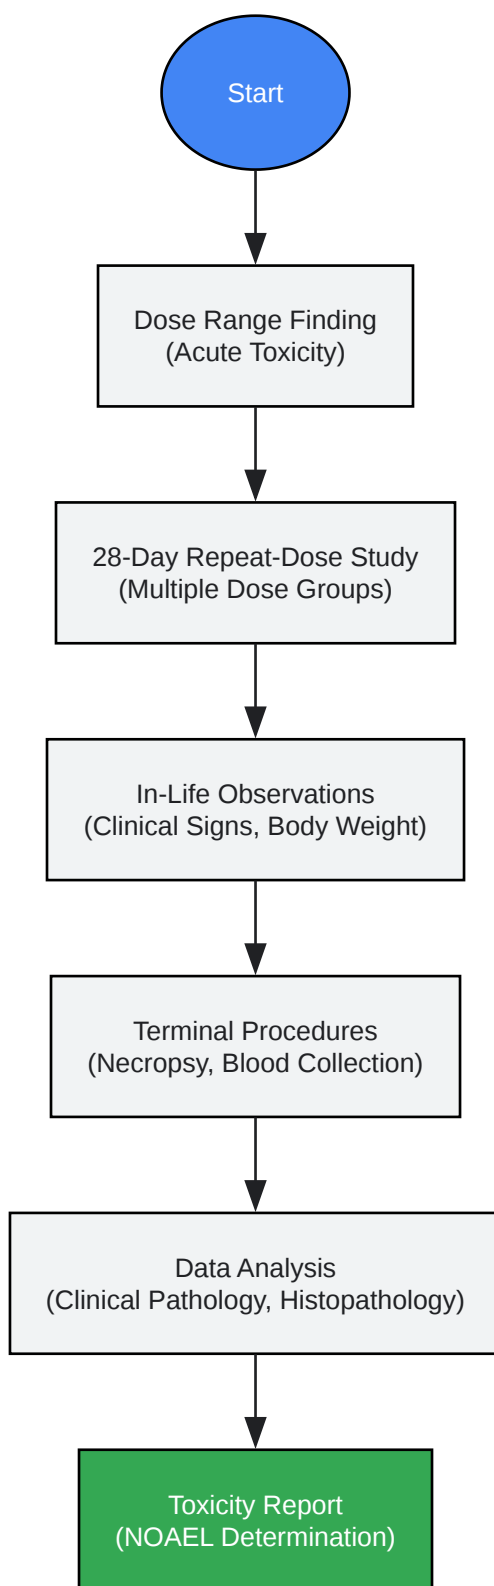 Start
Dose Range Finding
(Acute Toxicity)
28-Day Repeat-Dose Study
(Multiple Dose Groups)
In-Life Observations
(Clinical Signs, Body Weight)
Terminal Procedures
(Necropsy, Blood Collection)
Data Analysis
(Clinical Pathology, Histopathology)
Toxicity Report
(NOAEL Determination)